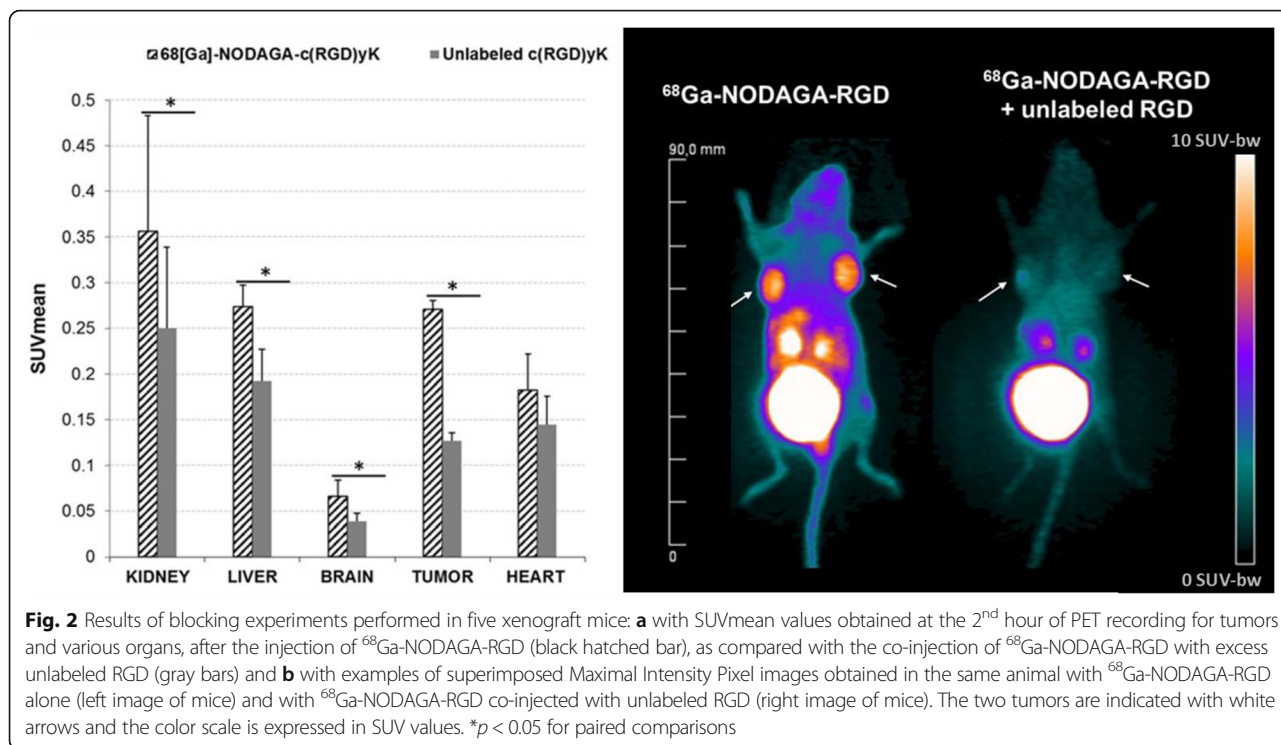 68[Ga]-NODAGA-c(RGD)yK
Unlabeled c(RGD)yK
SUVmean
0.5
0.45
0.4
0.35
0.3
0.25
0.2
0.15
0.1
0.05
0
*
*
*
*
KIDNEY
LIVER
BRAIN
TUMOR
HEART
⁶⁸Ga-NODAGA-RGD
⁶⁸Ga-NODAGA-RGD
+ unlabeled RGD
90,0 mm
0
10 SUV-bw
0 SUV-bw
Fig. 2 Results of blocking experiments performed in five xenograft mice: a with SUVmean values obtained at the 2nd hour of PET recording for tumors
and various organs, after the injection of ⁶⁸Ga-NODAGA-RGD (black hatched bar), as compared with the co-injection of ⁶⁸Ga-NODAGA-RGD with excess
unlabeled RGD (gray bars) and b with examples of superimposed Maximal Intensity Pixel images obtained in the same animal with ⁶⁸Ga-NODAGA-RGD
alone (left image of mice) and with ⁶⁸Ga-NODAGA-RGD co-injected with unlabeled RGD (right image of mice). The two tumors are indicated with white
arrows and the color scale is expressed in SUV values. *p < 0.05 for paired comparisons